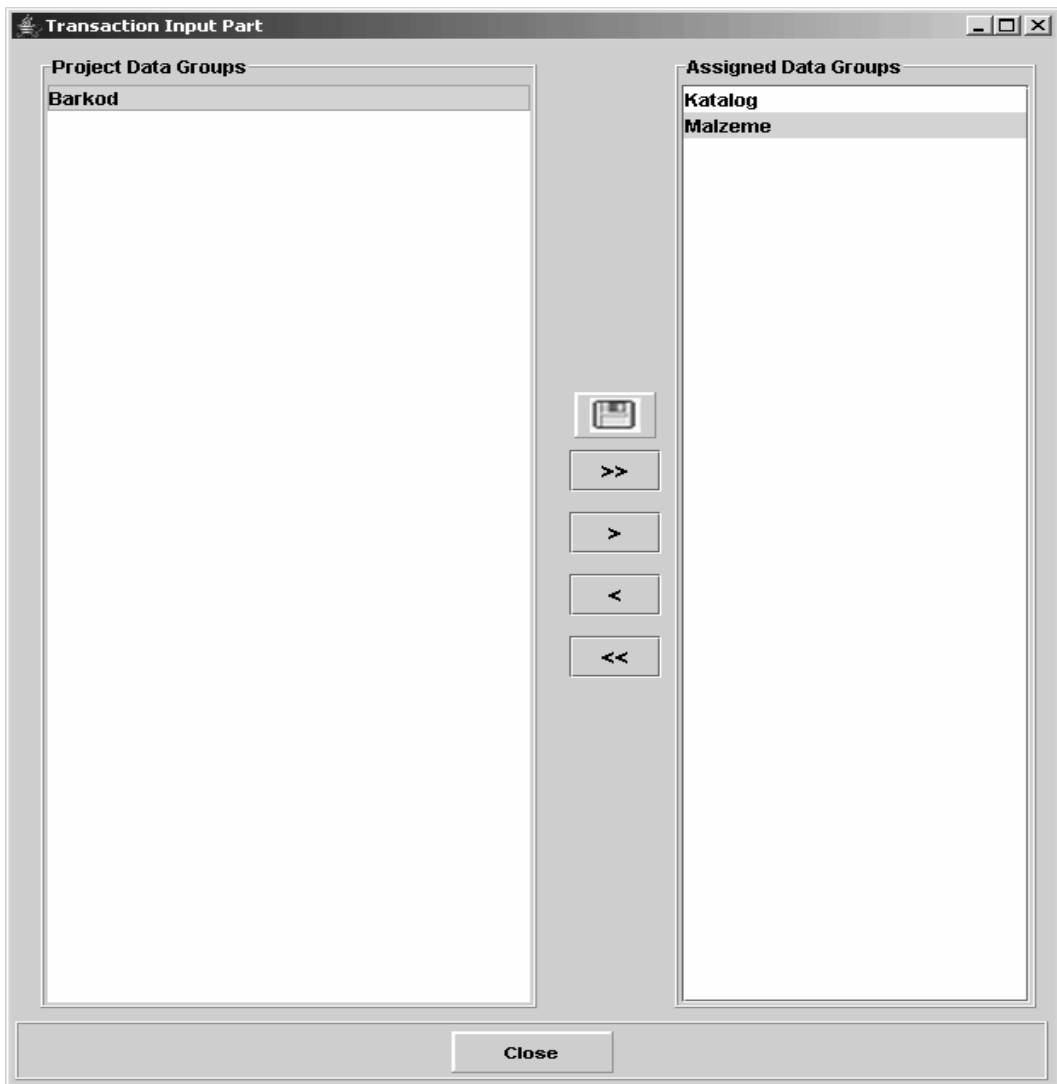 Transaction Input Part
Project Data Groups
Barkod
Assigned Data Groups
Katalog
Malzeme
>>
>
<
<<
Close